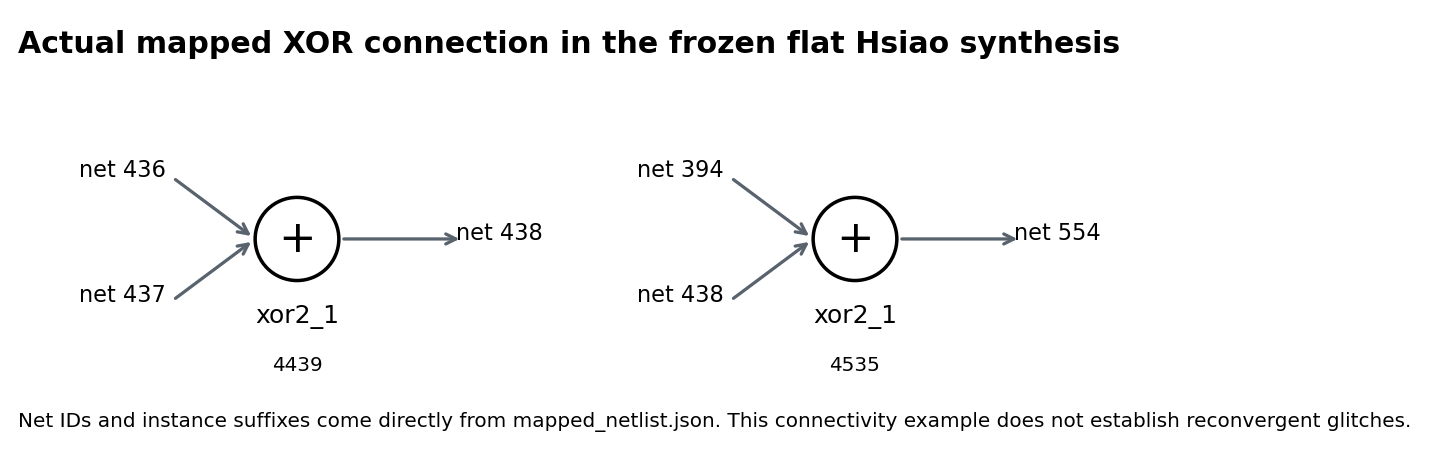 Actual mapped XOR connection in the frozen flat Hsiao synthesis
net 436
net 394
+
net 438
+
net 554
net 437
net 438
xor2_1
xor2_1
4439
4535
Net IDs and instance suffixes come directly from mapped_netlist.json. This connectivity example does not establish reconvergent glitches.